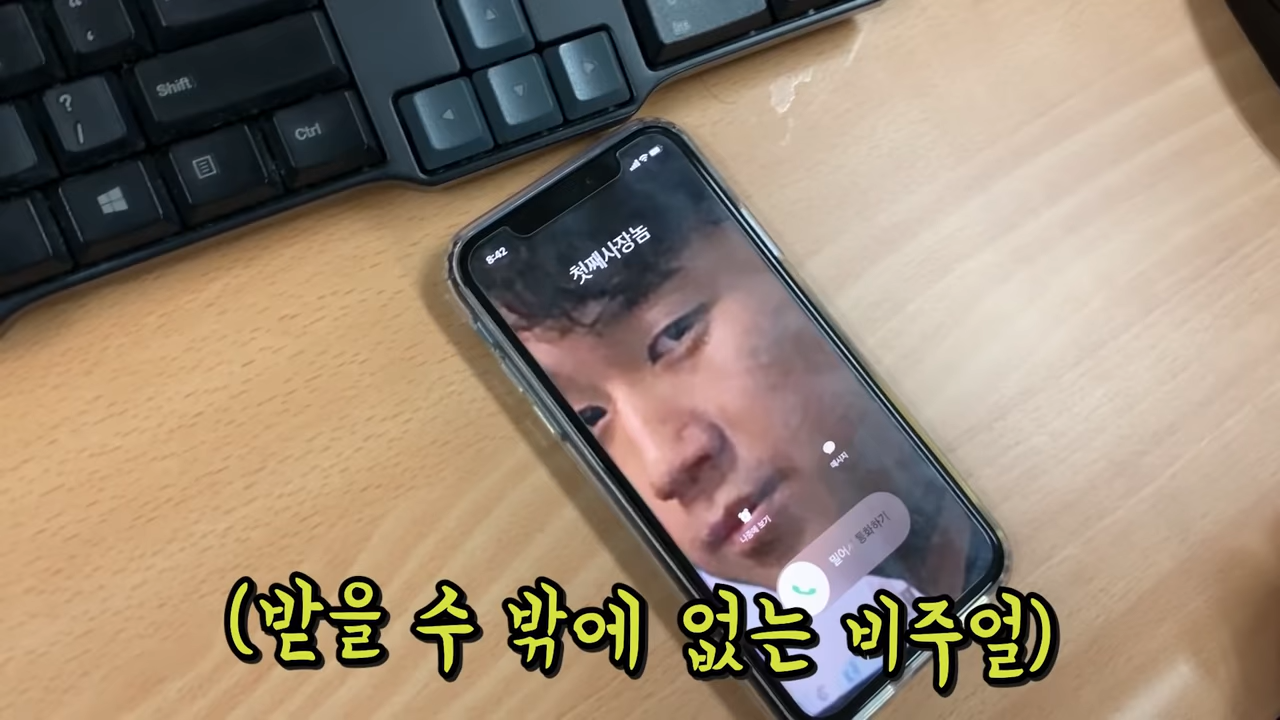 Shift
?
/
Ctrl
8:42
첫째사장놈
메시지
나중에 보기
밀어서 통화하기
(받을 수 밖에 없는 비주얼)